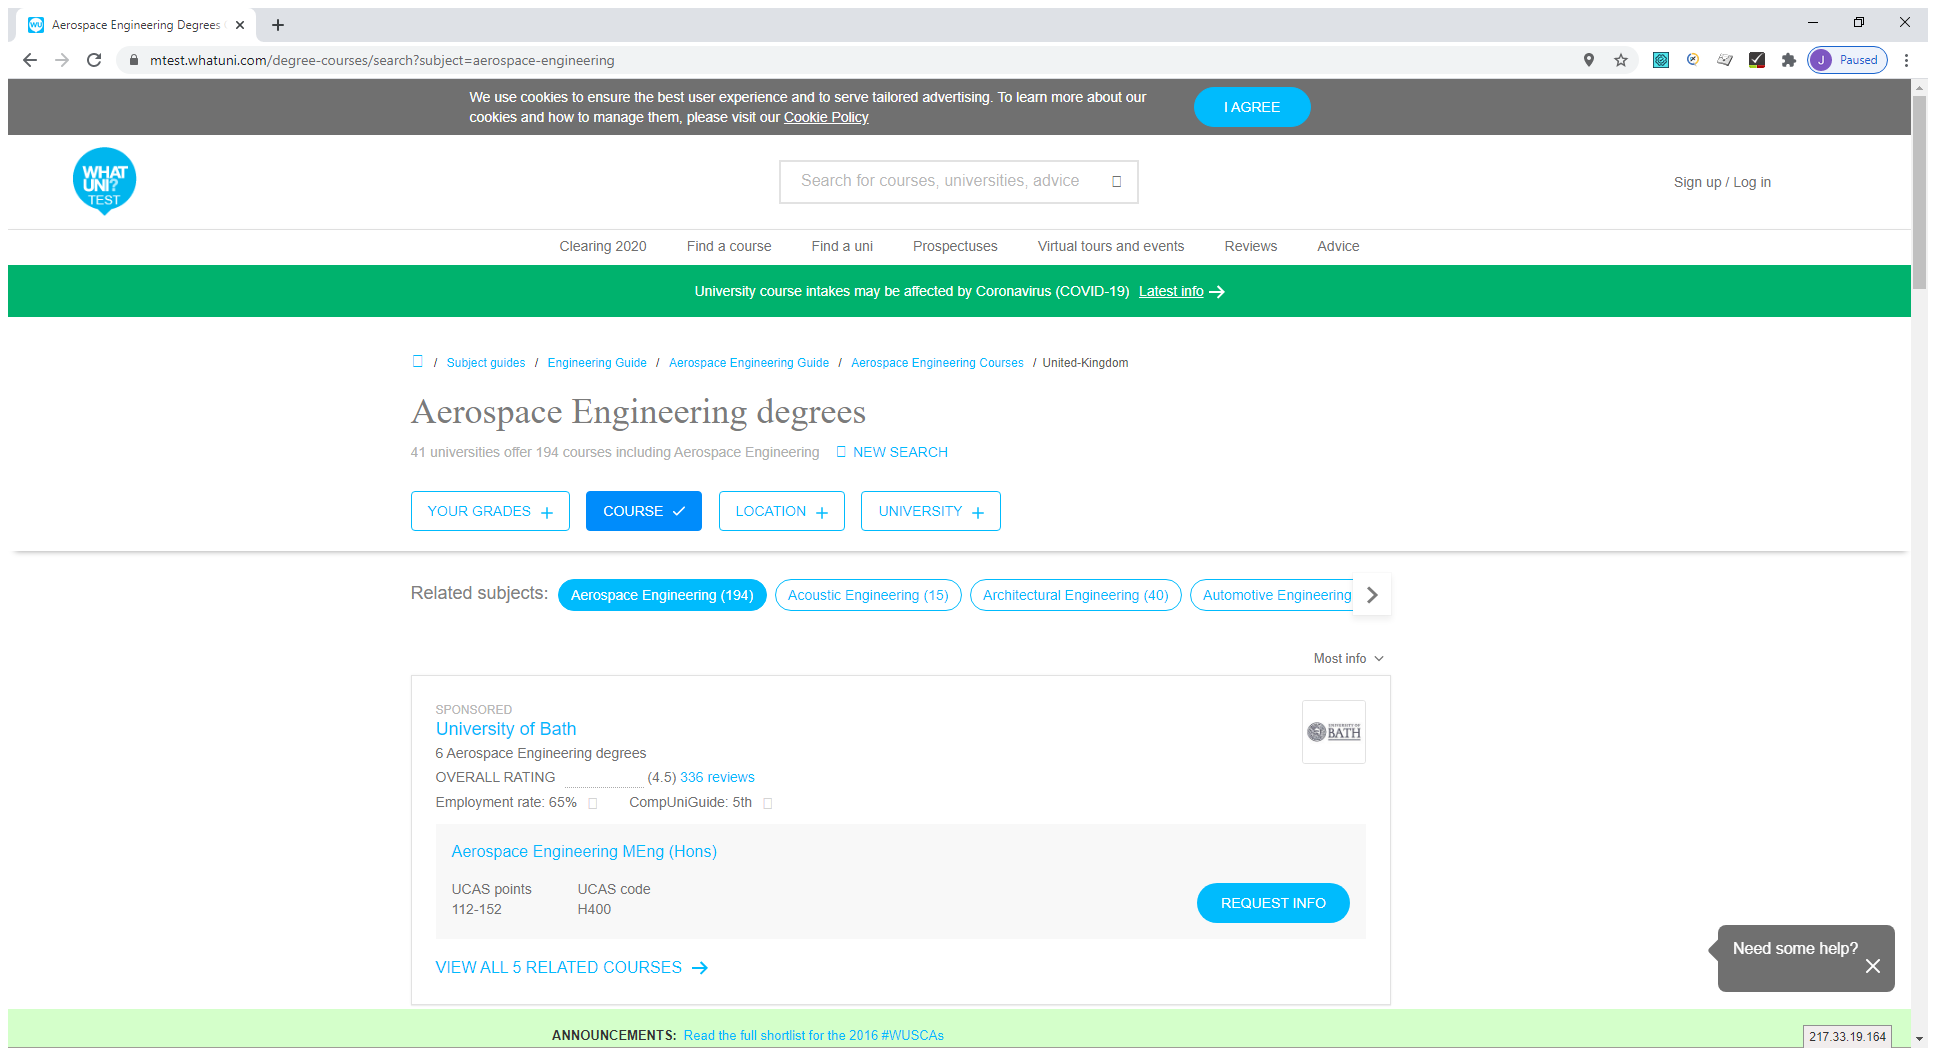 Aerospace Engineering Degrees
mtest.whatuni.com/degree-courses/search?subject=aerospace-engineering
J Paused
We use cookies to ensure the best user experience and to serve tailored advertising. To learn more about our
cookies and how to manage them, please visit our Cookie Policy
I AGREE
WHAT
UNI?
TEST
Search for courses, universities, advice
Sign up / Log in
Clearing 2020 Find a course Find a uni Prospectuses Virtual tours and events Reviews Advice
University course intakes may be affected by Coronavirus (COVID-19) Latest info
/ Subject guides / Engineering Guide / Aerospace Engineering Guide / Aerospace Engineering Courses / United-Kingdom
Aerospace Engineering degrees
41 universities offer 194 courses including Aerospace Engineering NEW SEARCH
YOUR GRADES + COURSE LOCATION + UNIVERSITY +
Related subjects: Aerospace Engineering (194) Acoustic Engineering (15) Architectural Engineering (40) Automotive Engineering
Most info
SPONSORED
University of Bath
UNIVERSITY OF
BATH
6 Aerospace Engineering degrees
OVERALL RATING (4.5) 336 reviews
Employment rate: 65% CompUniGuide: 5th
Aerospace Engineering MEng (Hons)
UCAS points UCAS code
112-152 H400
REQUEST INFO
VIEW ALL 5 RELATED COURSES
Need some help?
ANNOUNCEMENTS: Read the full shortlist for the 2016 #WUSCAs
217.33.19.164